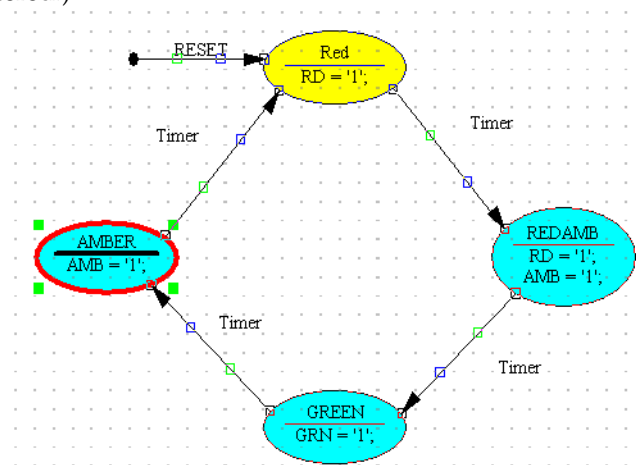 RESET
Red
RD = '1';
Timer
Timer
AMBER
AMB = '1';
REDAMB
RD = '1';
AMB = '1';
Timer
Timer
GREEN
GRN = '1';